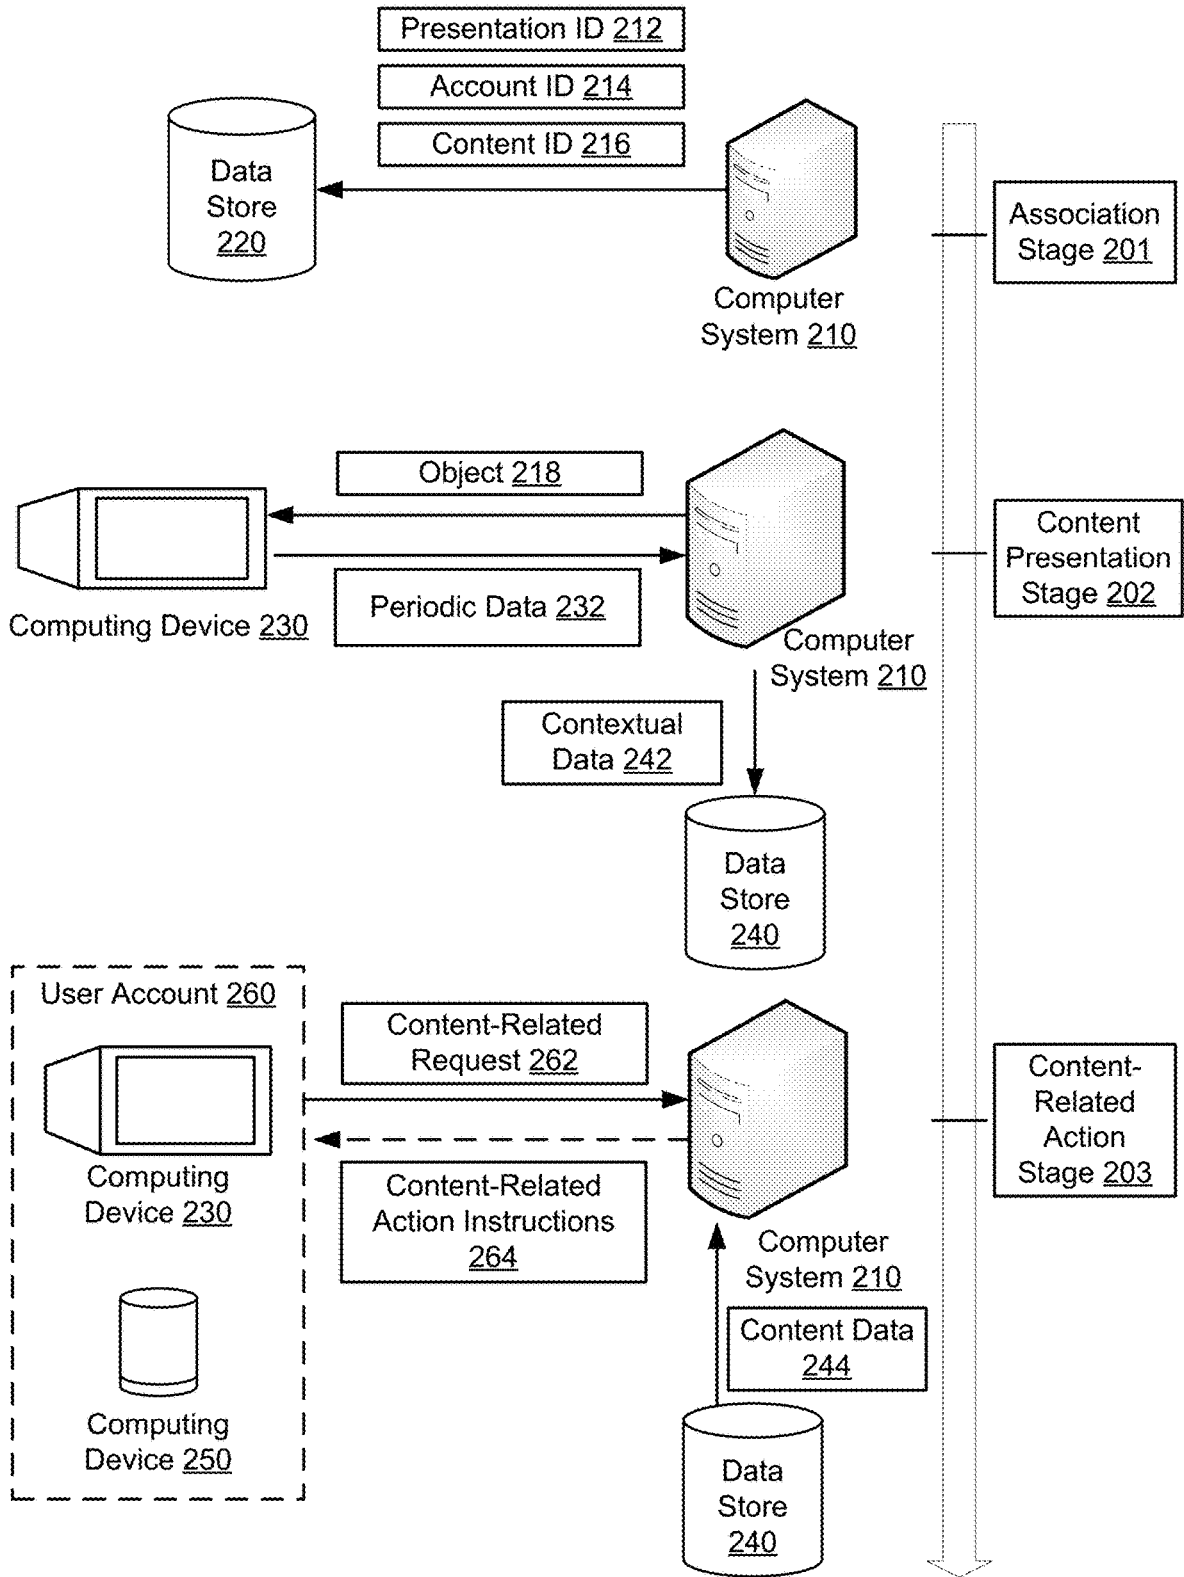 Presentation ID 212
Account ID 214
Content ID 216
Data
Store
220
Computer
System 210
Association
Stage 201
Object 218
Periodic Data 232
Computing Device 230
Computer
System 210
Content
Presentation
Stage 202
Contextual
Data 242
Data
Store
240
User Account 260
Computing
Device 230
Computing
Device 250
Content-Related
Request 262
Content-Related
Action Instructions
264
Computer
System 210
Content-
Related
Action
Stage 203
Content Data
244
Data
Store
240